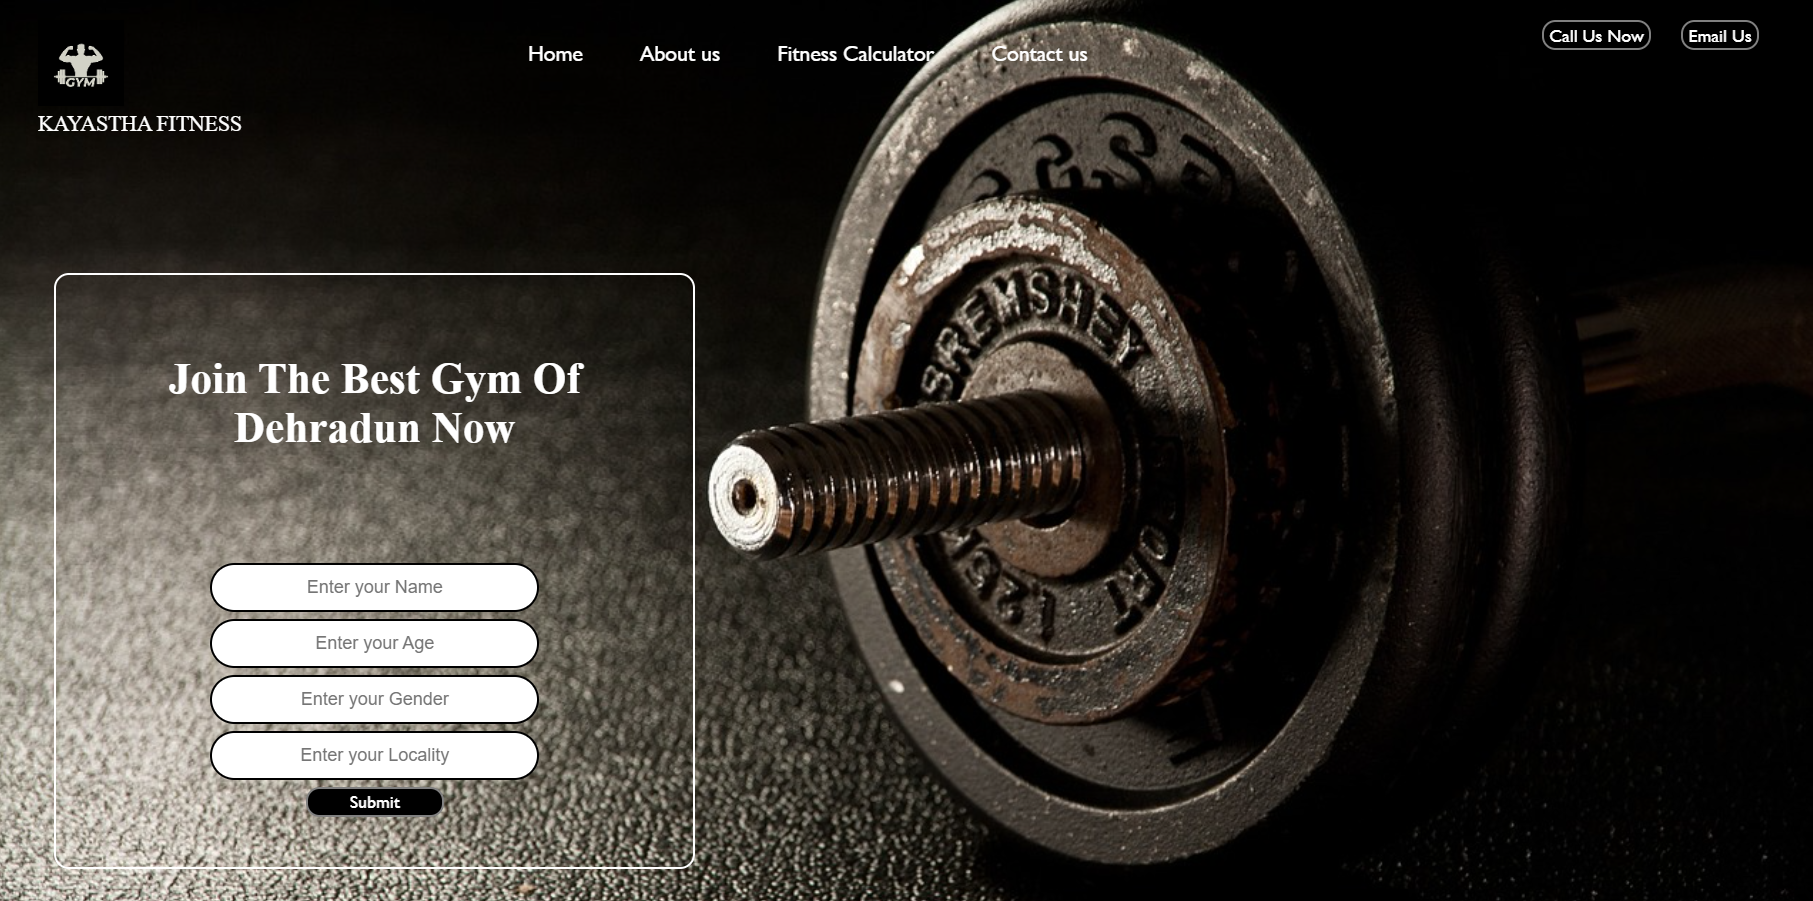 Home
About us
Fitness Calculator
Contact us
Call Us Now
Email Us
GYM
KAYASTHA FITNESS
BREMSHEY
Join The Best Gym Of
Dehradun Now
Enter your Name
Enter your Age
Enter your Gender
Enter your Locality
Submit